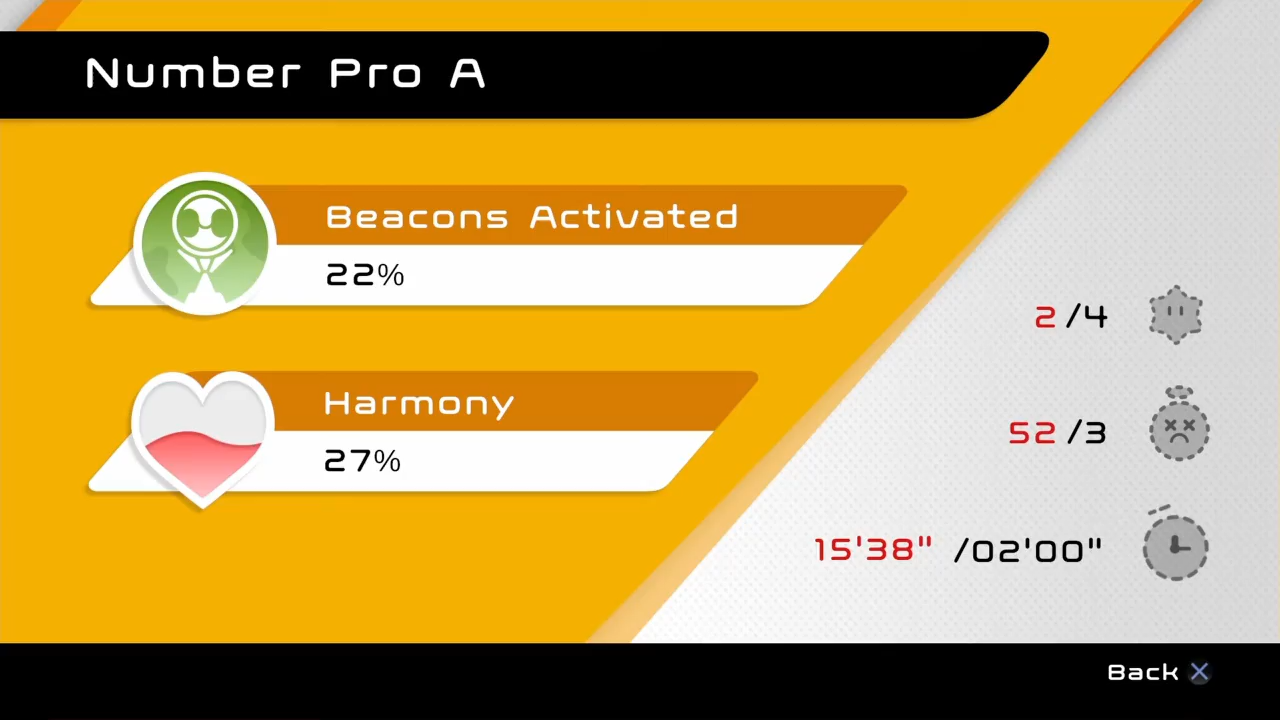 Number Pro A
Beacons Activated
22%
Harmony
27%
2 /4
52 /3
15'38" /02'00"
Back